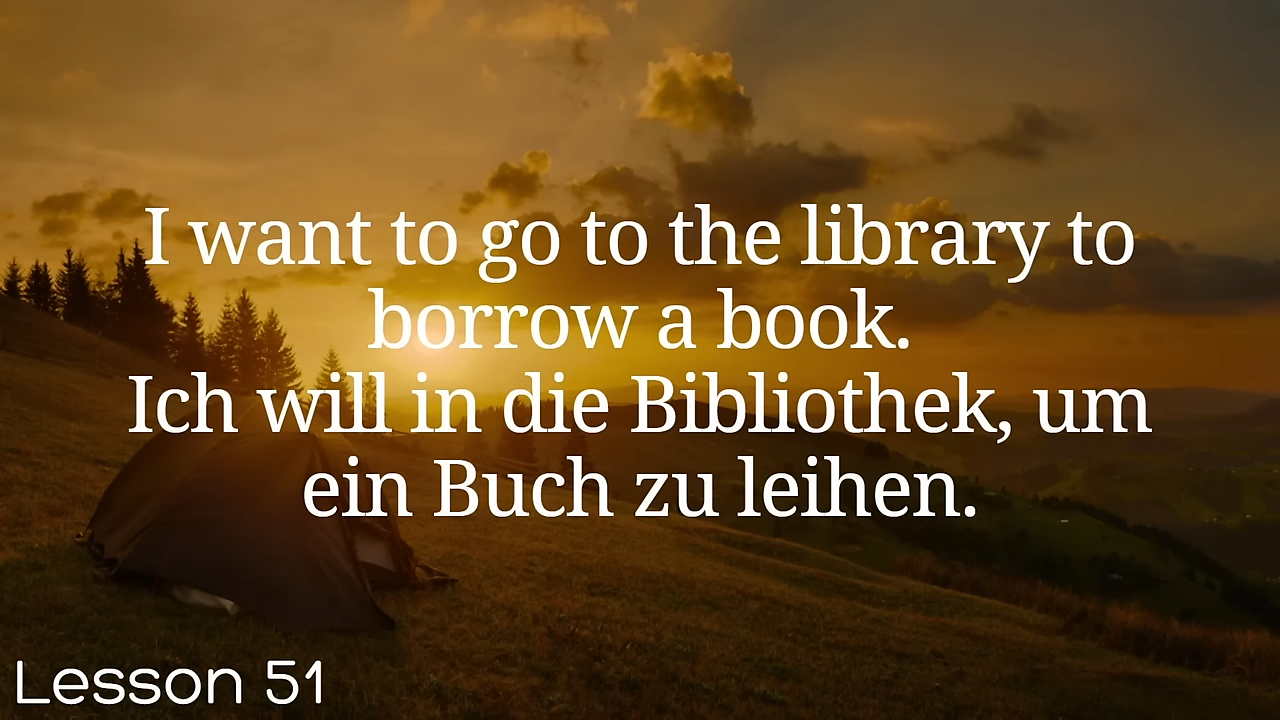 I want to go to the library to
borrow a book.
Ich will in die Bibliothek, um
ein Buch zu leihen.
Lesson 51